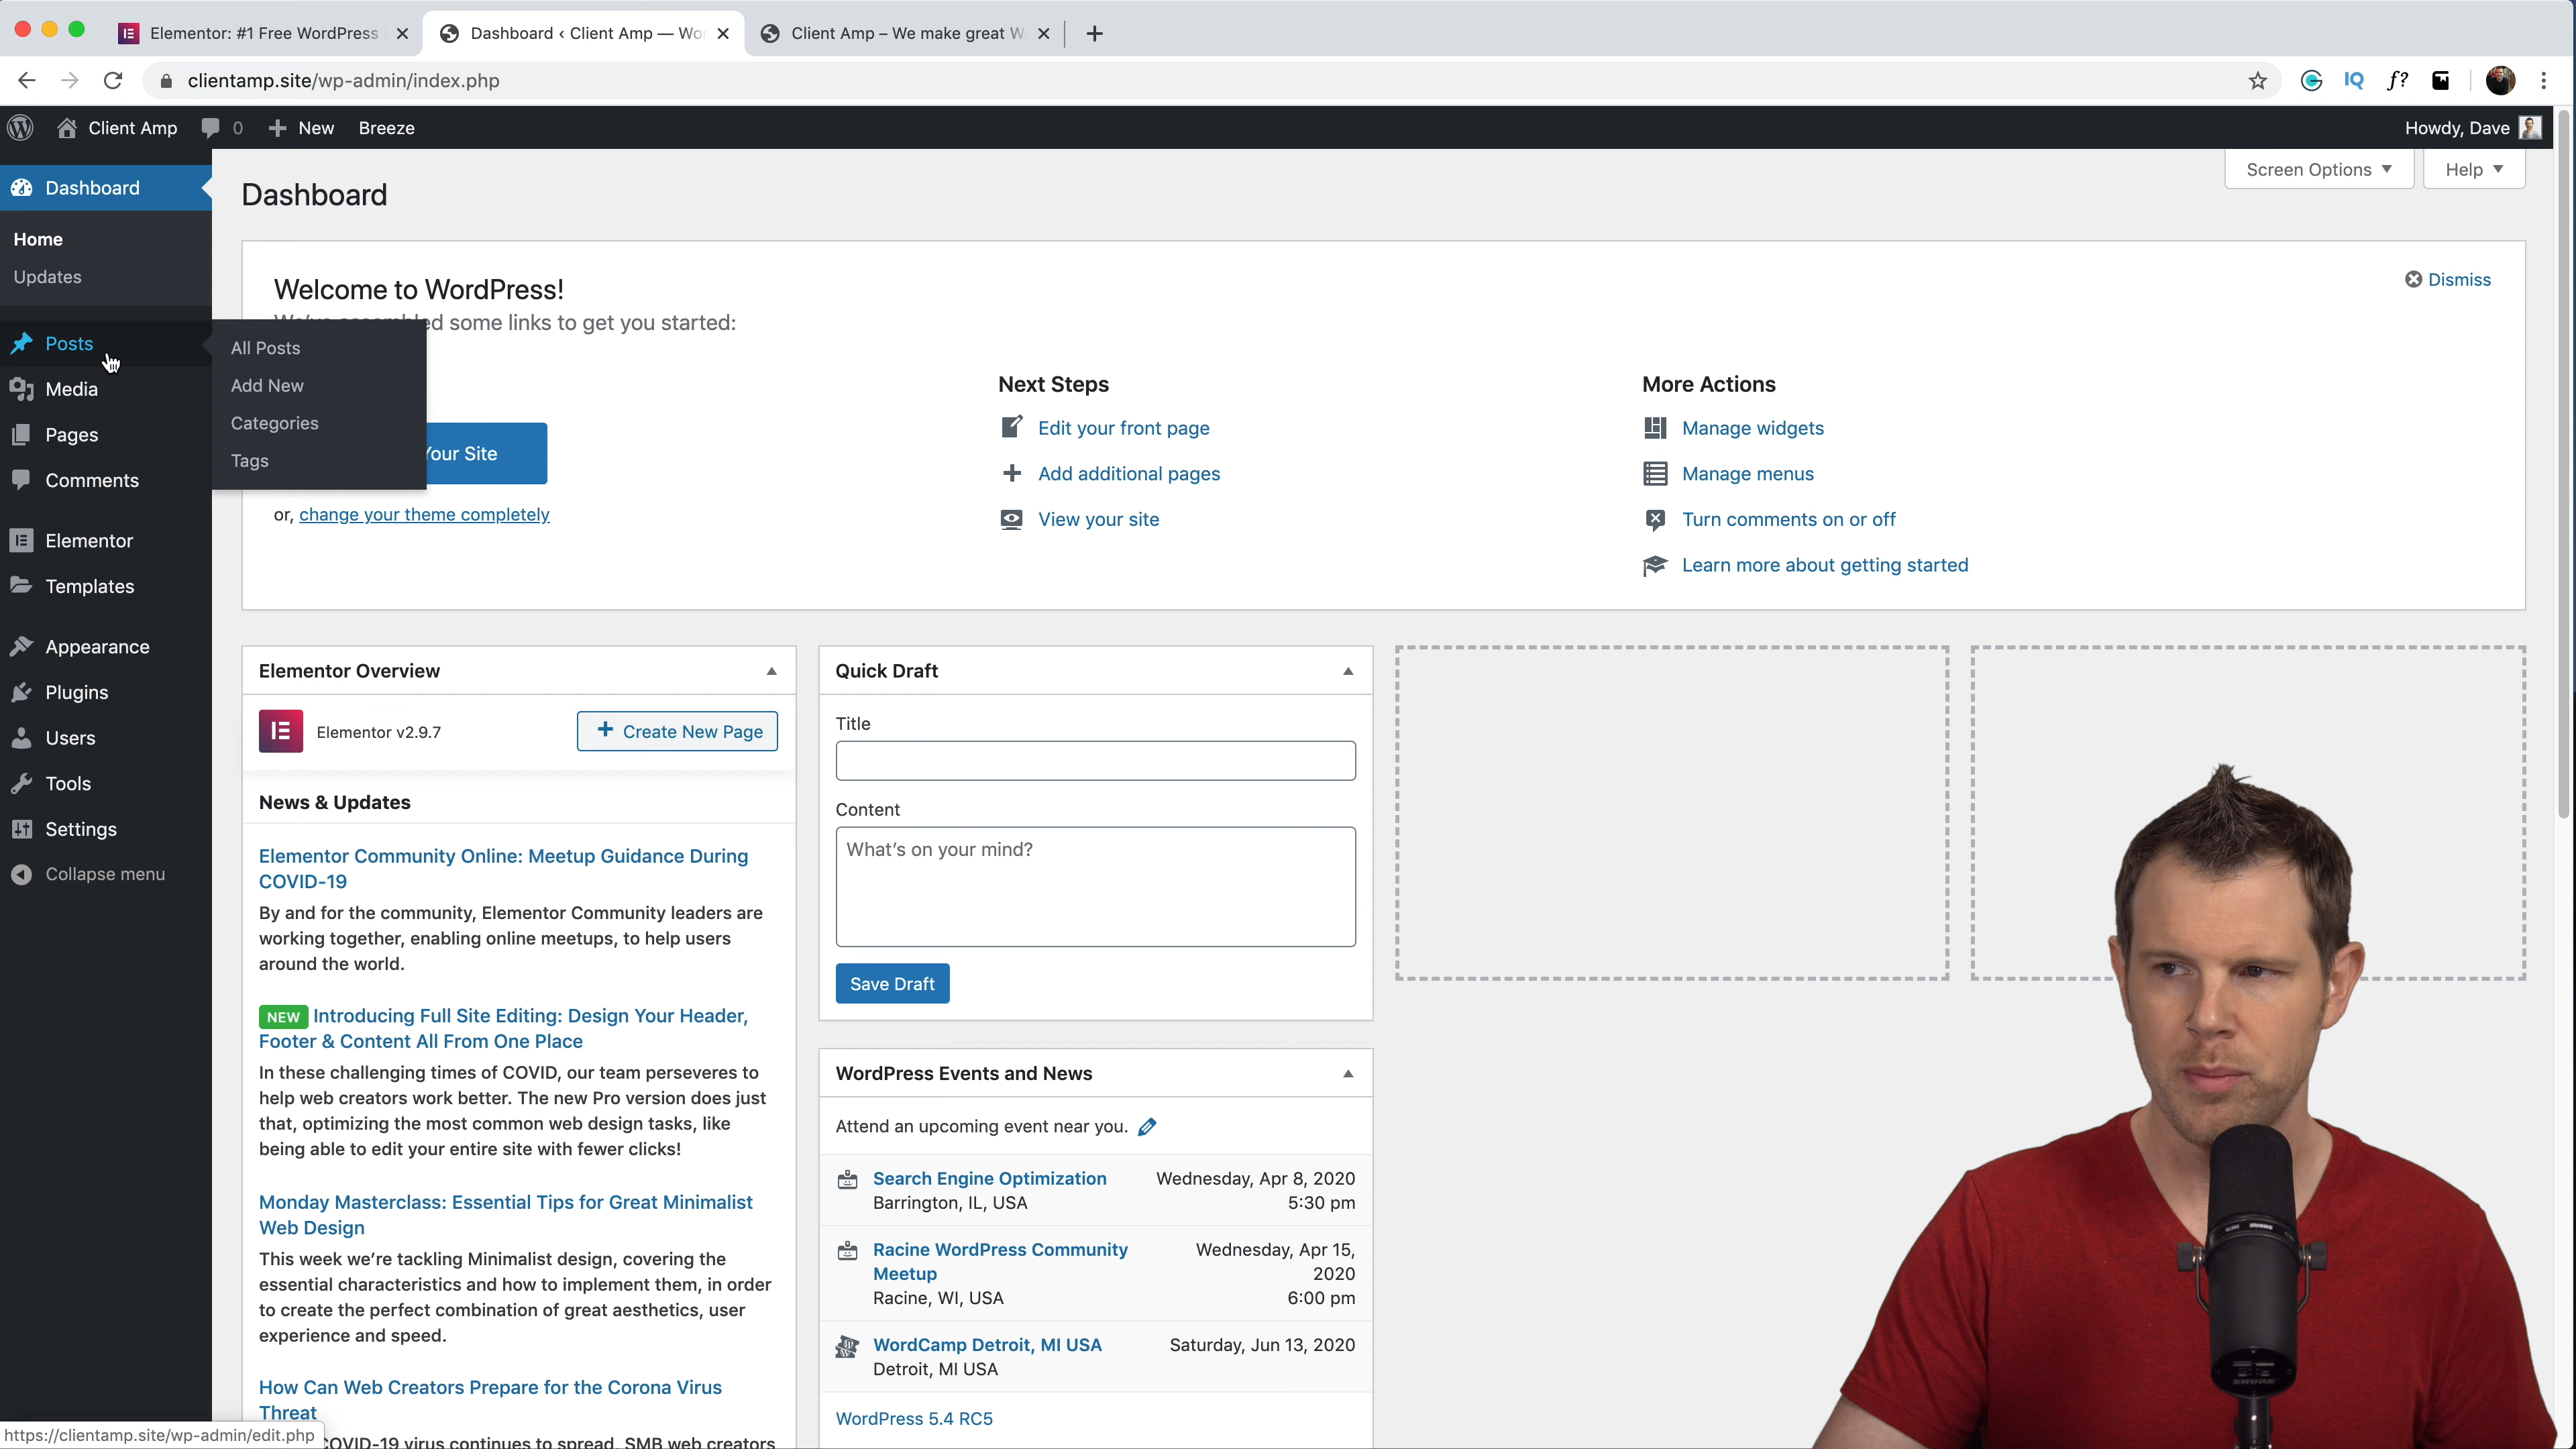 Elementor: #1 Free WordPress
Dashboard ‹ Client Amp — Wor
Client Amp – We make great W
clientamp.site/wp-admin/index.php
IQ
f?
Client Amp
0
New
Breeze
Howdy, Dave
Dashboard
Home
Updates
Posts
Media
Pages
Comments
Elementor
Templates
Appearance
Plugins
Users
Tools
Settings
Collapse menu
All Posts
Add New
Categories
Tags
Dashboard
Screen Options
Help
Welcome to WordPress!
Dismiss
some links to get you started:
Your Site
or, change your theme completely
Next Steps
Edit your front page
Add additional pages
View your site
More Actions
Manage widgets
Manage menus
Turn comments on or off
Learn more about getting started
Elementor Overview
Elementor v2.9.7
Create New Page
News & Updates
Elementor Community Online: Meetup Guidance During
COVID-19
By and for the community, Elementor Community leaders are
working together, enabling online meetups, to help users
around the world.
NEW Introducing Full Site Editing: Design Your Header,
Footer & Content All From One Place
In these challenging times of COVID, our team perseveres to
help web creators work better. The new Pro version does just
that, optimizing the most common web design tasks, like
being able to edit your entire site with fewer clicks!
Monday Masterclass: Essential Tips for Great Minimalist
Web Design
This week we're tackling Minimalist design, covering the
essential characteristics and how to implement them, in order
to create the perfect combination of great aesthetics, user
experience and speed.
How Can Web Creators Prepare for the Corona Virus
Threat
COVID-19 virus continues to spread, SMB web creators
https://clientamp.site/wp-admin/edit.php
Quick Draft
Title
Content
What's on your mind?
Save Draft
WordPress Events and News
Attend an upcoming event near you.
Search Engine Optimization
Barrington, IL, USA
Wednesday, Apr 8, 2020
5:30 pm
Racine WordPress Community
Meetup
Racine, WI, USA
Wednesday, Apr 15,
2020
6:00 pm
WordCamp Detroit, MI USA
Detroit, MI USA
Saturday, Jun 13, 2020
WordPress 5.4 RC5
SHURE